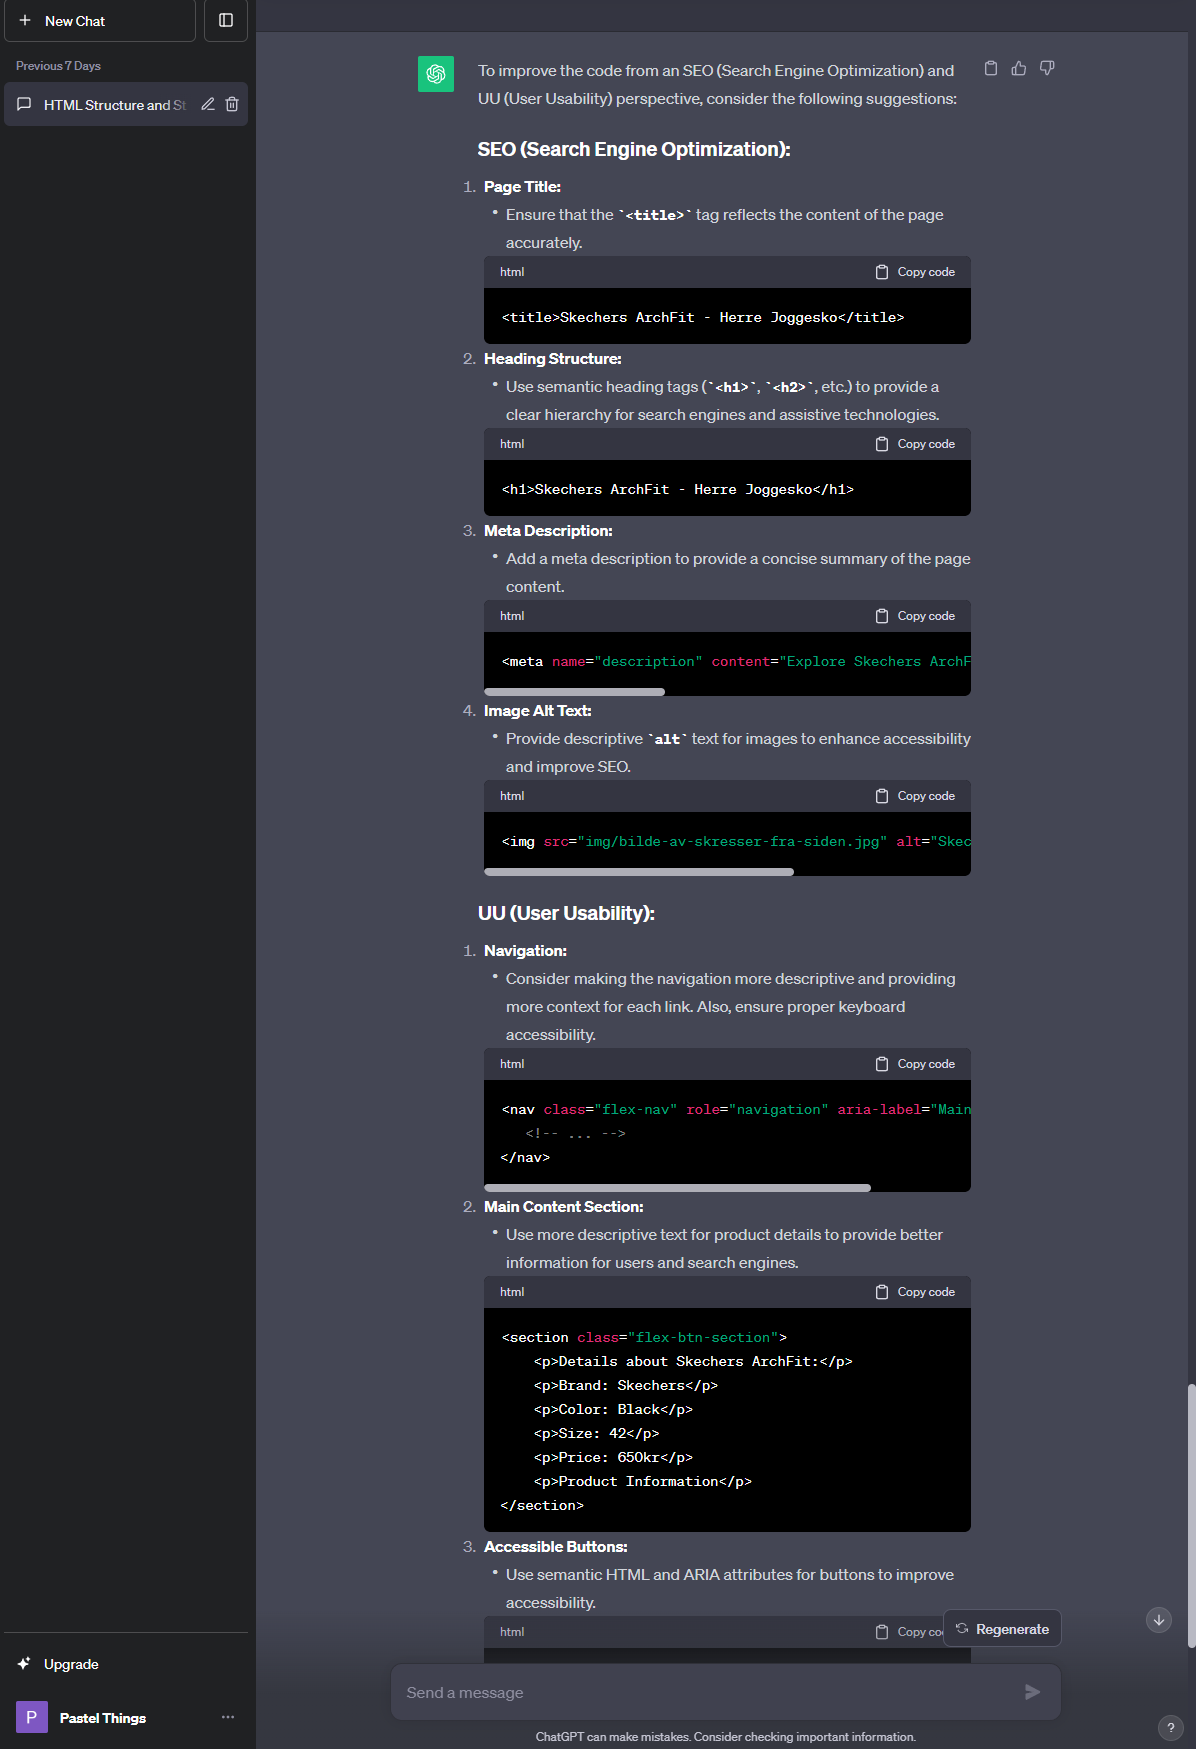 New Chat
Previous 7 Days
HTML Structure and St
To improve the code from an SEO (Search Engine Optimization) and
UU (User Usability) perspective, consider the following suggestions:
SEO (Search Engine Optimization):
1. Page Title:
• Ensure that the `<title>` tag reflects the content of the page
accurately.
html Copy code
<title>Skechers ArchFit - Herre Joggesko</title>
2. Heading Structure:
• Use semantic heading tags (`<h1>`, `<h2>`, etc.) to provide a
clear hierarchy for search engines and assistive technologies.
html Copy code
<h1>Skechers ArchFit - Herre Joggesko</h1>
3. Meta Description:
• Add a meta description to provide a concise summary of the page
content.
html Copy code
<meta name="description" content="Explore Skechers ArchF
4. Image Alt Text:
• Provide descriptive `alt` text for images to enhance accessibility
and improve SEO.
html Copy code
<img src="img/bilde-av-skresser-fra-siden.jpg" alt="Skec
UU (User Usability):
1. Navigation:
• Consider making the navigation more descriptive and providing
more context for each link. Also, ensure proper keyboard
accessibility.
html Copy code
<nav class="flex-nav" role="navigation" aria-label="Main
<!-- ... -->
</nav>
2. Main Content Section:
• Use more descriptive text for product details to provide better
information for users and search engines.
html Copy code
<section class="flex-btn-section">
<p>Details about Skechers ArchFit:</p>
<p>Brand: Skechers</p>
<p>Color: Black</p>
<p>Size: 42</p>
<p>Price: 650kr</p>
<p>Product Information</p>
</section>
3. Accessible Buttons:
• Use semantic HTML and ARIA attributes for buttons to improve
accessibility.
html Copy co
Regenerate
Upgrade
Send a message
P Pastel Things ...
ChatGPT can make mistakes. Consider checking important information.
?